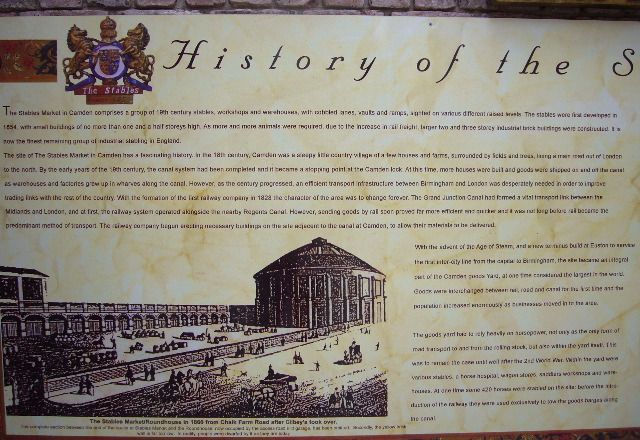 History of the S
The Stables
The Stables Market in Camden comprises a group of 19th century stables, workshops and warehouses, with cobbled lanes, vaults and ramps, sighted on various different raised levels. The stables were first developed in
1854, with small buildings of no more than one and a half storeys high. As more and more animals were required, due to the increase in rail freight, larger two and three storey industrial brick buildings were constructed. It is
now the finest remaining group of industrial stabling in England.
The site of The Stables Market in Camden has a fascinating history. In the 18th century, Camden was a sleepy little country village of a few houses and farms, surrounded by fields and trees, lining a main road out of London
to the north. By the early years of the 19th century, the canal system had been completed and it became a stopping point at the Camden lock. At this time, more houses were built and goods were shipped on and off the canal
as warehouses and factories grew up in wharves along the canal. However, as the century progressed, an efficient transport infrastructure between Birmingham and London was desperately needed in order to improve
trading links with the rest of the country. With the formation of the first railway company in 1828 the character of the area was to change forever. The Grand Junction Canal had formed a vital transport link between the
Midlands and London, and at first, the railway system operated alongside the nearby Regents Canal. However, sending goods by rail soon proved far more efficient and quicker and it was not long before rail became the
predominant method of transport. The railway company began erecting necessary buildings on the site adjacent to the canal at Camden, to allow their materials to be delivered.
With the advent of the Age of Steam, and a new terminus build at Euston to service
the first inter-city line from the capital to Birmingham, the site became an integral
part of the Camden goods Yard, at one time considered the largest in the world.
Goods were interchanged between rail, road and canal for the first time and the
population increased enormously as businesses moved in to the area.
The goods yard had to rely heavily on horsepower, not only as the only form of
road transport to and from the rolling stock, but also within the yard itself. This
was to remain the case until well after the 2nd World War. Within the yard were
various stables, a horse hospital, wagon shops, saddlers workshops and ware-
houses. At one time some 420 horses were stabled on the site; before the intro-
duction of the railway they were used exclusively to tow the goods barges along
the canal.
The Stables Market/Roundhouse in 1866 from Chalk Farm Road after Gilbey's took over.